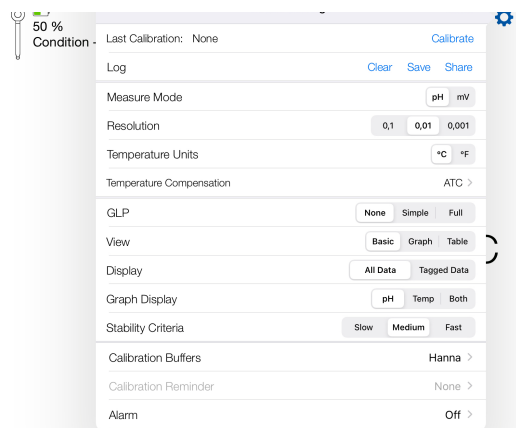 50 %
Condition -
Last Calibration: None Calibrate
Log Clear Save Share
Measure Mode pH mV
Resolution 0,1 0,01 0,001
Temperature Units °C °F
Temperature Compensation ATC >
GLP None Simple Full
View Basic Graph Table
Display All Data Tagged Data
Graph Display pH Temp Both
Stability Criteria Slow Medium Fast
Calibration Buffers Hanna >
Calibration Reminder None >
Alarm Off >